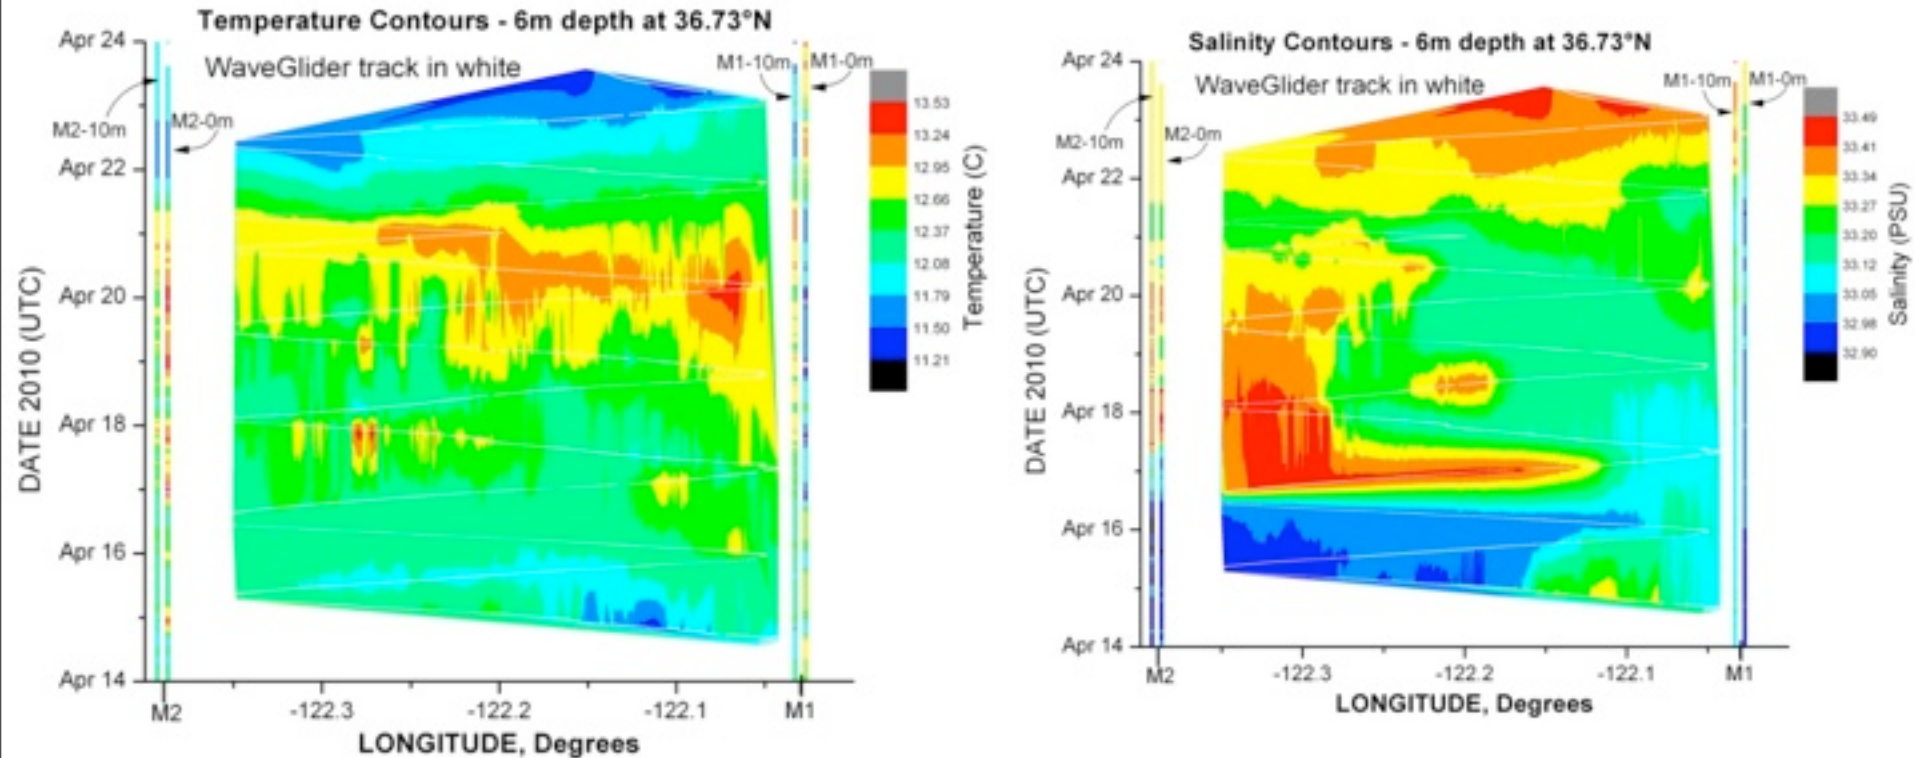 Temperature Contours - 6m depth at 36.73°N
Apr 24
WaveGlider track in white
M1-10m
M1-0m
M2-10m
M2-0m
Apr 22
Apr 20
Apr 18
Apr 16
Apr 14
DATE 2010 (UTC)
13.53
13.24
12.95
12.66
12.37
12.08
11.79
11.50
11.21
Temperature (C)
M2
-122.3
-122.2
-122.1
M1
LONGITUDE, Degrees
Salinity Contours - 6m depth at 36.73°N
Apr 24
WaveGlider track in white
M1-10m
M1-0m
M2-10m
M2-0m
Apr 22
Apr 20
Apr 18
Apr 16
Apr 14
DATE 2010 (UTC)
33.49
33.41
33.34
33.27
33.20
33.12
33.05
32.98
32.90
Salinity (PSU)
M2
-122.3
-122.2
-122.1
M1
LONGITUDE, Degrees